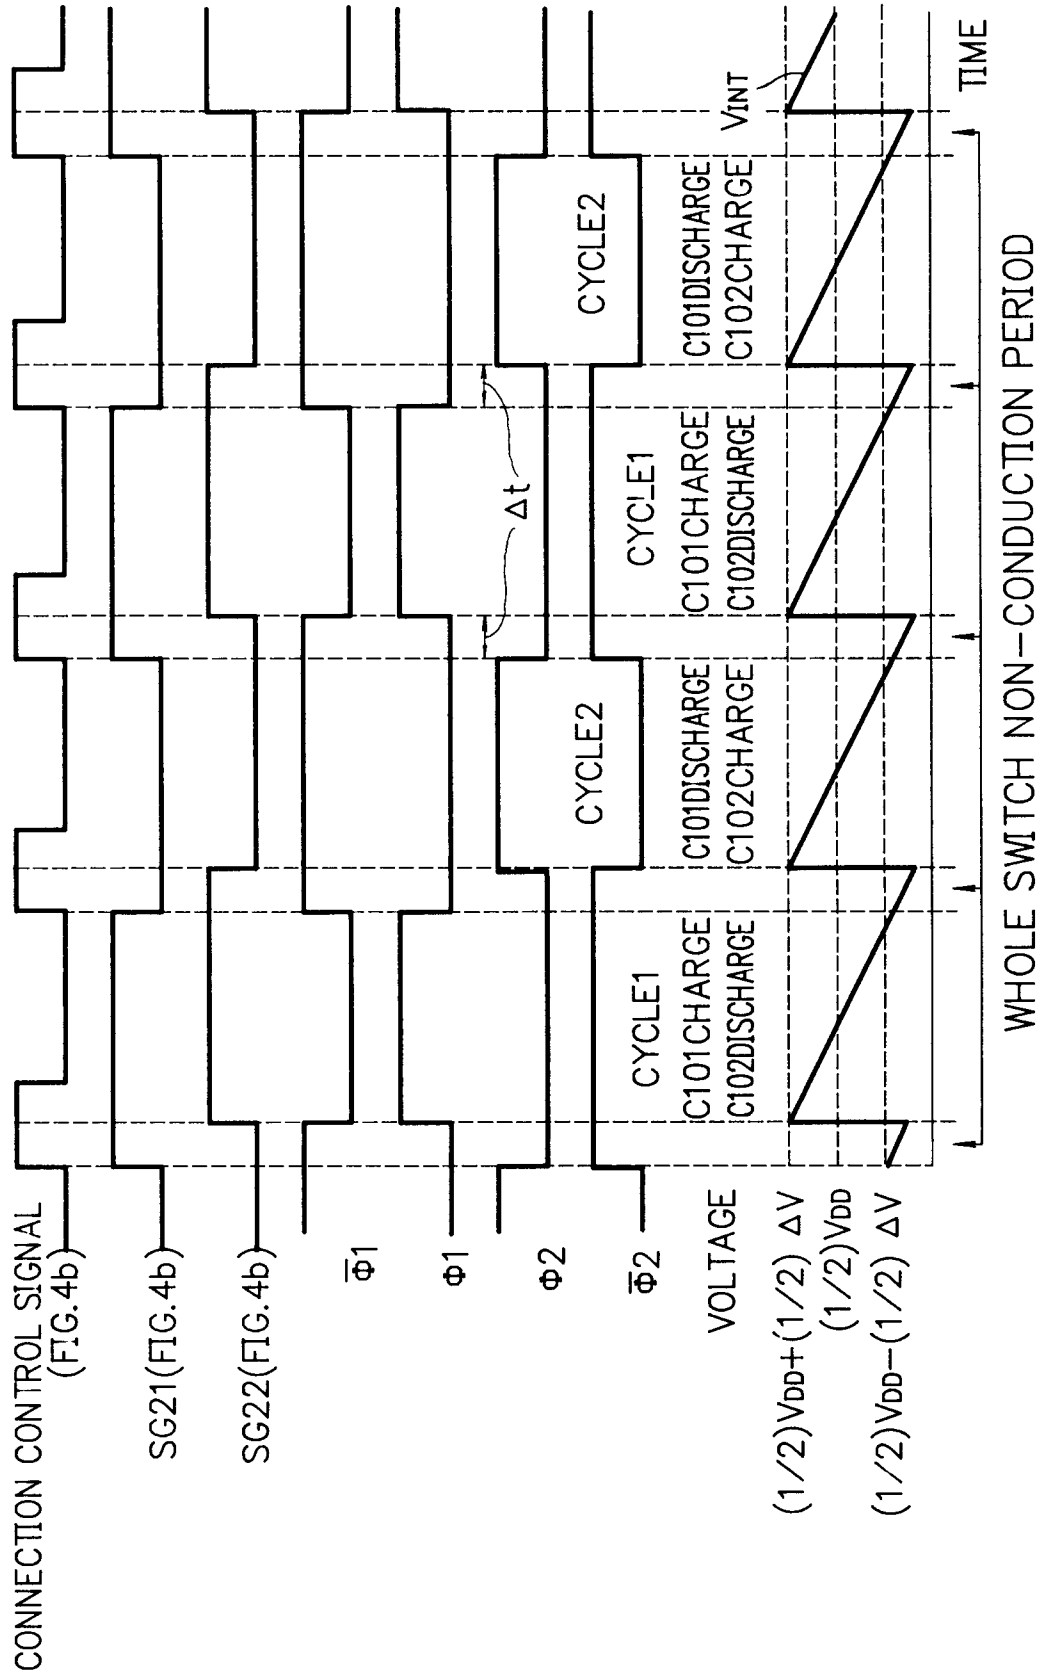 CONNECTION CONTROL SIGNAL
(FIG.4b)
SG21(FIG.4b)
SG22(FIG.4b)
Φ̅1
Φ1
Φ2
Φ̅2
Δt
CYCLE1
CYCLE2
CYCLE1
CYCLE2
C101CHARGE
C102DISCHARGE
C101DISCHARGE
C102CHARGE
C101CHARGE
C102DISCHARGE
C101DISCHARGE
C102CHARGE
VOLTAGE
VINT
(1/2)VDD+(1/2) ΔV
(1/2)VDD
(1/2)VDD−(1/2) ΔV
TIME
WHOLE SWITCH NON−CONDUCTION PERIOD